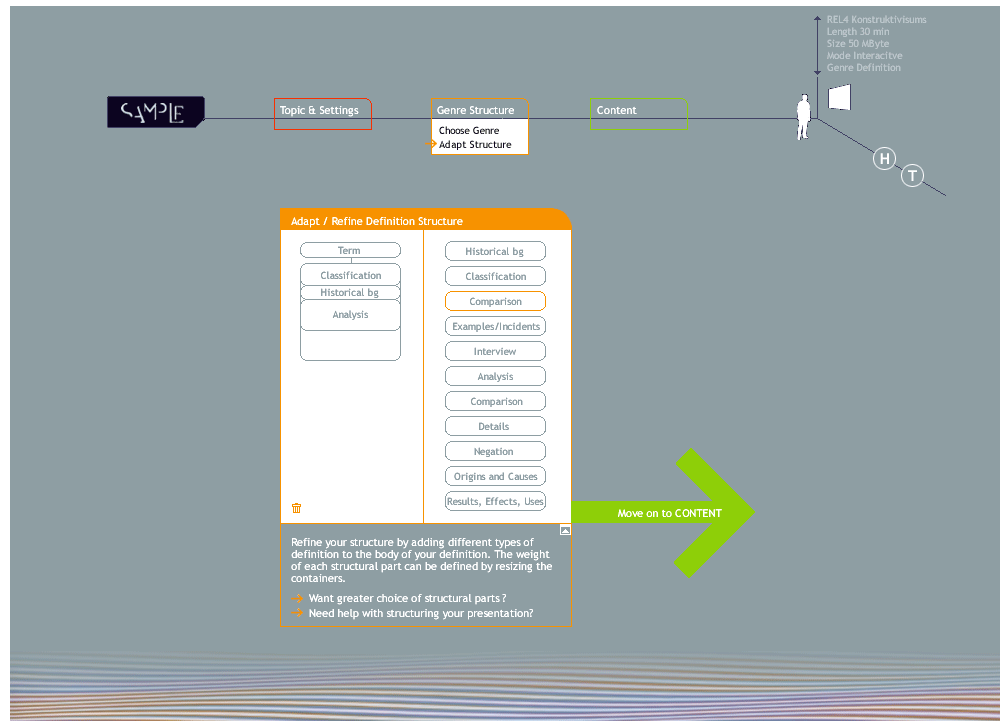 REL4 Konstruktivisums
Length 30 min
Size 50 MByte
Mode Interacitve
Genre Definition
SAMPLE
Topic & Settings
Genre Structure
Content
Choose Genre
Adapt Structure
H
T
Adapt / Refine Definition Structure
Term
Classification
Historical bg
Analysis
Historical bg
Classification
Comparison
Examples/Incidents
Interview
Analysis
Comparison
Details
Negation
Origins and Causes
Results, Effects, Uses
Move on to CONTENT
Refine your structure by adding different types of
definition to the body of your definition. The weight
of each structural part can be defined by resizing the
containers.
Want greater choice of structural parts?
Need help with structuring your presentation?